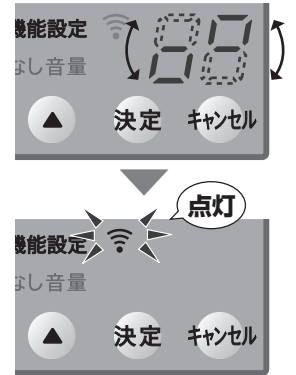 機能設定
なし音量
▲ 決定 キャンセル
点灯
機能設定
なし音量
▲ 決定 キャンセル